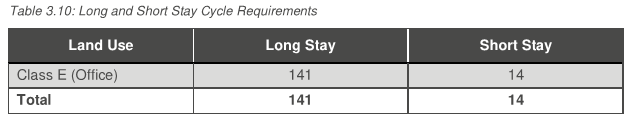 Table 3.10: Long and Short Stay Cycle Requirements
Land Use Long Stay Short Stay
Class E (Office) 141 14
Total 141 14